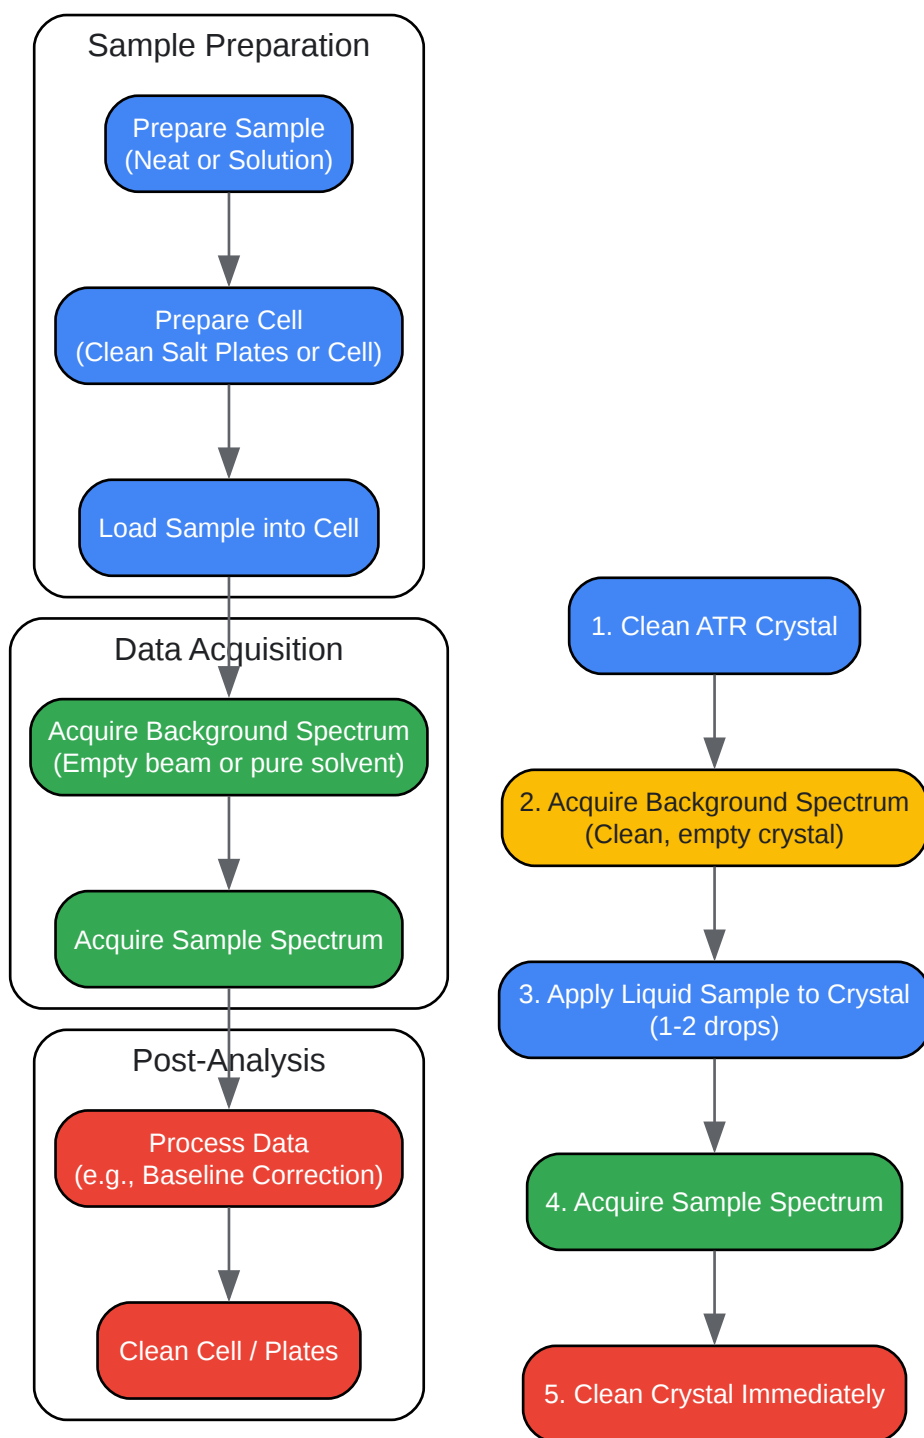 Sample Preparation
Prepare Sample
(Neat or Solution)
Prepare Cell
(Clean Salt Plates or Cell)
Load Sample into Cell
Data Acquisition
Acquire Background Spectrum
(Empty beam or pure solvent)
Acquire Sample Spectrum
Post-Analysis
Process Data
(e.g., Baseline Correction)
Clean Cell / Plates
1. Clean ATR Crystal
2. Acquire Background Spectrum
(Clean, empty crystal)
3. Apply Liquid Sample to Crystal
(1-2 drops)
4. Acquire Sample Spectrum
5. Clean Crystal Immediately